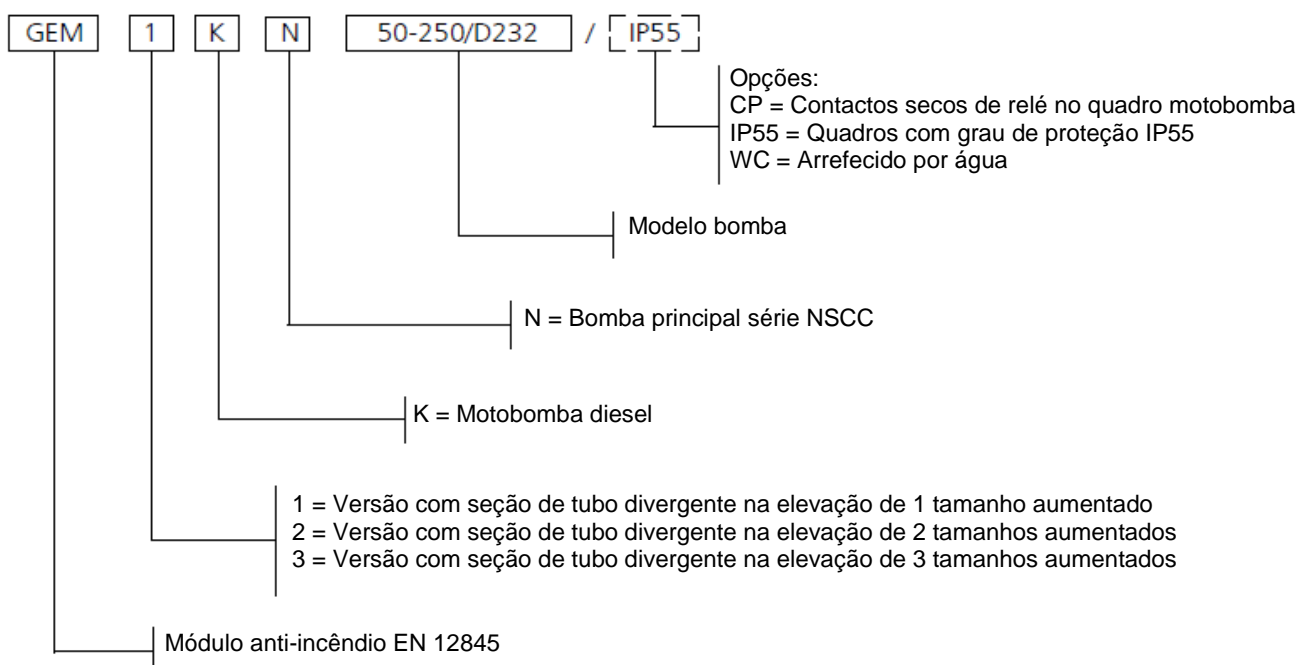 GEM 1 K N 50-250/D232 / IP55
Opções:
CP = Contactos secos de relé no quadro motobomba
IP55 = Quadros com grau de proteção IP55
WC = Arrefecido por água
Modelo bomba
N = Bomba principal série NSCC
K = Motobomba diesel
1 = Versão com seção de tubo divergente na elevação de 1 tamanho aumentado
2 = Versão com seção de tubo divergente na elevação de 2 tamanhos aumentados
3 = Versão com seção de tubo divergente na elevação de 3 tamanhos aumentados
Módulo anti-incêndio EN 12845